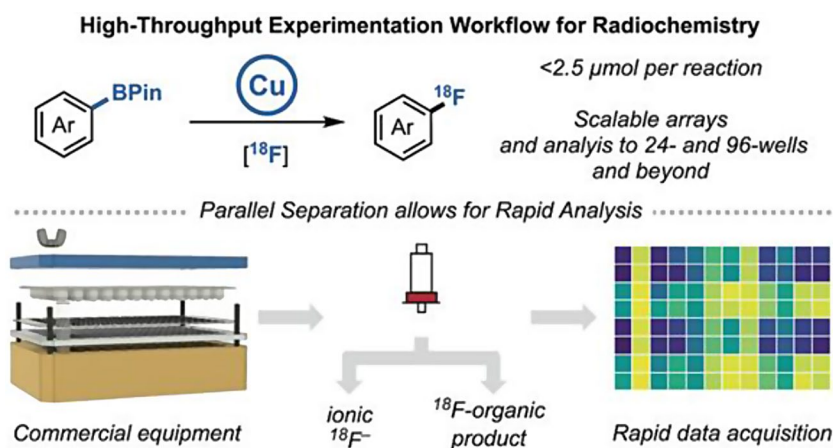 High-Throughput Experimentation Workflow for Radiochemistry
BPin
Ar
Cu
[¹⁸F]
¹⁸F
Ar
<2.5 μmol per reaction
Scalable arrays
and analyis to 24- and 96-wells
and beyond
Parallel Separation allows for Rapid Analysis
ionic
¹⁸F⁻
¹⁸F-organic
product
Commercial equipment
Rapid data acquisition